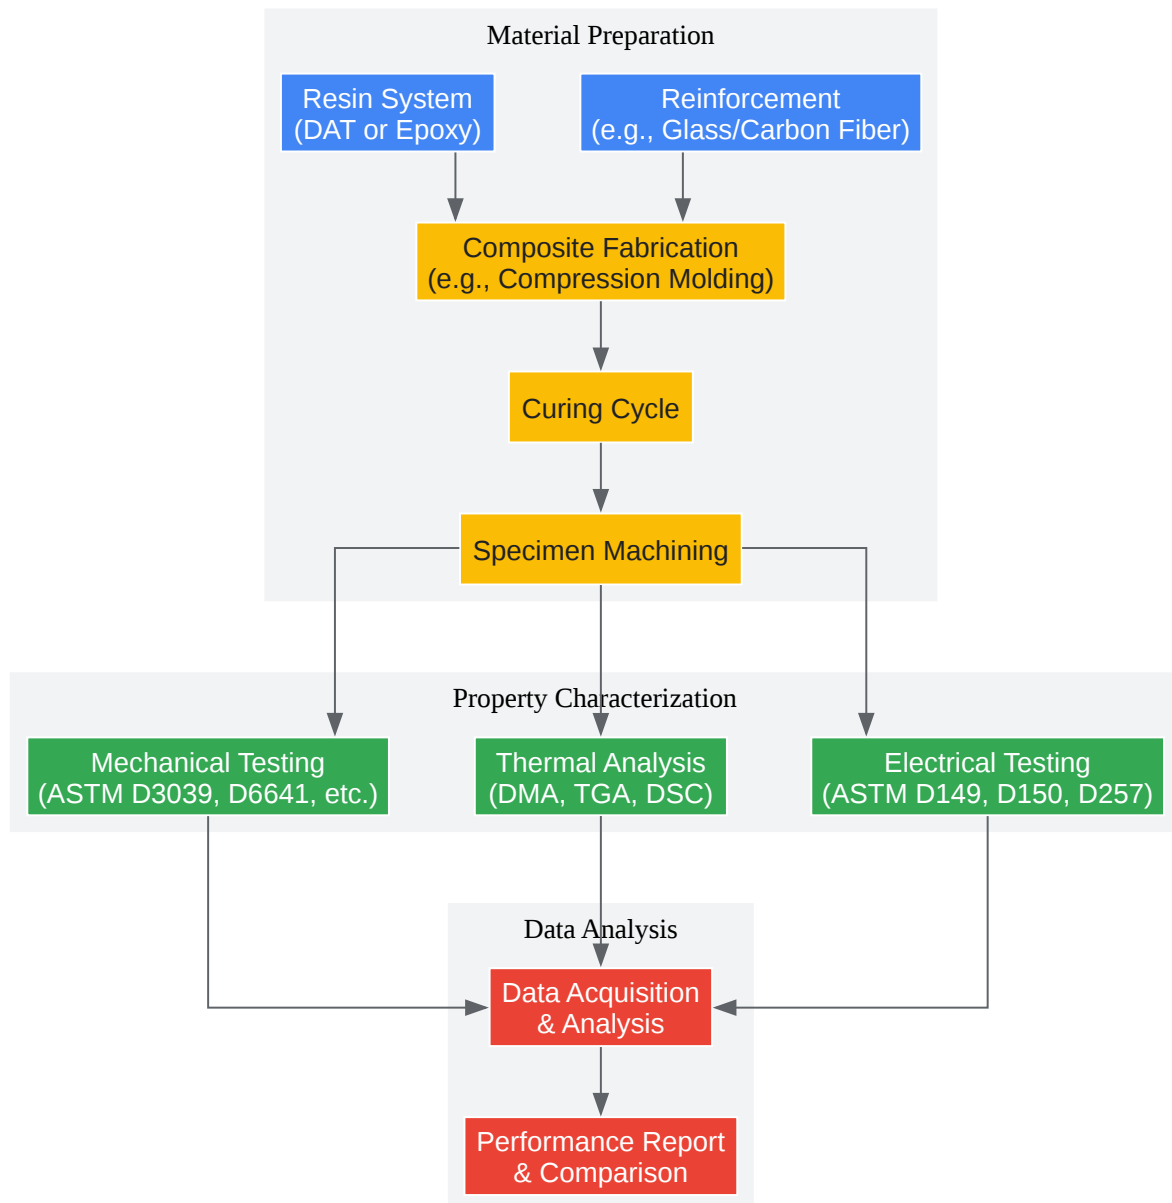 Material Preparation
Resin System
(DAT or Epoxy)
Reinforcement
(e.g., Glass/Carbon Fiber)
Composite Fabrication
(e.g., Compression Molding)
Curing Cycle
Specimen Machining
Property Characterization
Mechanical Testing
(ASTM D3039, D6641, etc.)
Thermal Analysis
(DMA, TGA, DSC)
Electrical Testing
(ASTM D149, D150, D257)
Data Analysis
Data Acquisition
& Analysis
Performance Report
& Comparison